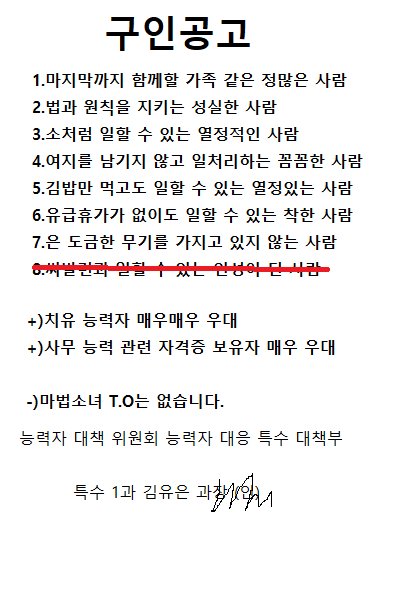 구인공고
1.마지막까지 함께할 가족 같은 정많은 사람
2.법과 원칙을 지키는 성실한 사람
3.소처럼 일할 수 있는 열정적인 사람
4.여지를 남기지 않고 일처리하는 꼼꼼한 사람
5.김밥만 먹고도 일할 수 있는 열정있는 사람
6.유급휴가가 없이도 일할 수 있는 착한 사람
7.은 도금한 무기를 가지고 있지 않는 사람
8. 일할 수 있는 인성이 된 사람
+)치유 능력자 매우매우 우대
+)사무 능력 관련 자격증 보유자 매우 우대
-)마법소녀 T.O는 없습니다.
능력자 대책 위원회 능력자 대응 특수 대책부
특수 1과 김유은 과장 (인)